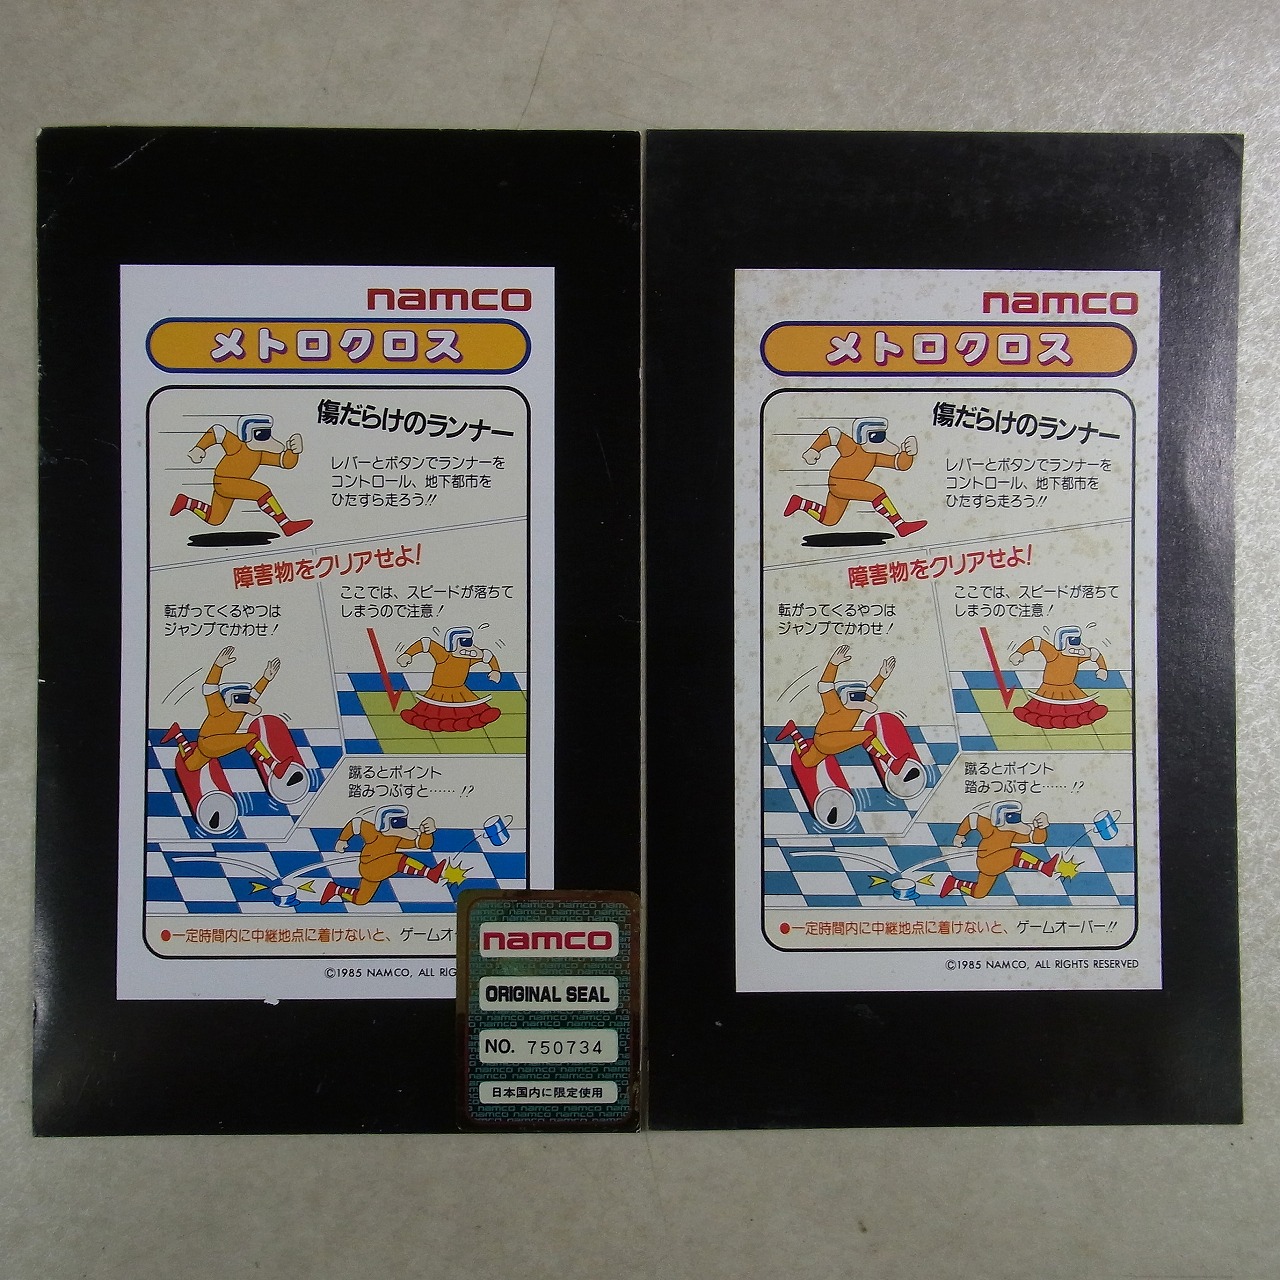 namco
メトロクロス
傷だらけのランナー
レバーとボタンでランナーを
コントロール、地下都市を
ひたすら走ろう!!
障害物をクリアせよ!
転がってくるやつは
ジャンプでかわせ!
ここでは、スピードが落ちて
しまうので注意!
蹴るとポイント
踏みつぶすと……!?
●一定時間内に中継地点に着けないと、ゲームオー
©1985 NAMCO, ALL RIG
namco
ORIGINAL SEAL
NO. 750734
日本国内に限定使用
namco
メトロクロス
傷だらけのランナー
レバーとボタンでランナーを
コントロール、地下都市を
ひたすら走ろう!!
障害物をクリアせよ!
転がってくるやつは
ジャンプでかわせ!
ここでは、スピードが落ちて
しまうので注意!
蹴るとポイント
踏みつぶすと……!?
●一定時間内に中継地点に着けないと、ゲームオーバー!!
©1985 NAMCO, ALL RIGHTS RESERVED